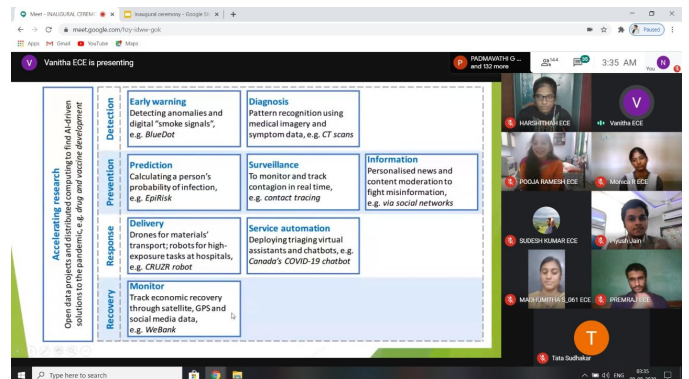 Meet - INAUGURAL CEREM
Inaugural ceremony - Google Sli
meet.google.com/hzy-idww-gok
Paused
Apps
Gmail
YouTube
Maps
V
Vanitha ECE is presenting
P
PADMAVATHI G ...
and 132 more
144
3:35 AM
You
N
Accelerating research
Open data projects and distributed computing to find AI-driven
solutions to the pandemic, e.g. drug and vaccine development
Detection
Early warning
Detecting anomalies and
digital "smoke signals",
e.g. BlueDot
Diagnosis
Pattern recognition using
medical imagery and
symptom data, e.g. CT scans
Prevention
Prediction
Calculating a person's
probability of infection,
e.g. EpiRisk
Surveillance
To monitor and track
contagion in real time,
e.g. contact tracing
Information
Personalised news and
content moderation to
fight misinformation,
e.g. via social networks
Response
Delivery
Drones for materials'
transport; robots for high-
exposure tasks at hospitals,
e.g. CRUZR robot
Service automation
Deploying triaging virtual
assistants and chatbots, e.g.
Canada's COVID-19 chatbot
Recovery
Monitor
Track economic recovery
through satellite, GPS and
social media data,
e.g. WeBank
HARSHITHAH ECE
V
Vanitha ECE
POOJA RAMESH ECE
Monica R ECE
SUDESH KUMAR ECE
Piyush Jain
MADHUMITHA S_061 ECE
PREMRAJ ECE
T
Tata Sudhakar
Type here to search
ENG
03:35